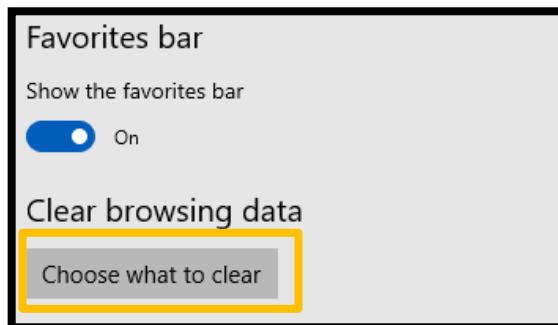 Favorites bar
Show the favorites bar
On
Clear browsing data
Choose what to clear